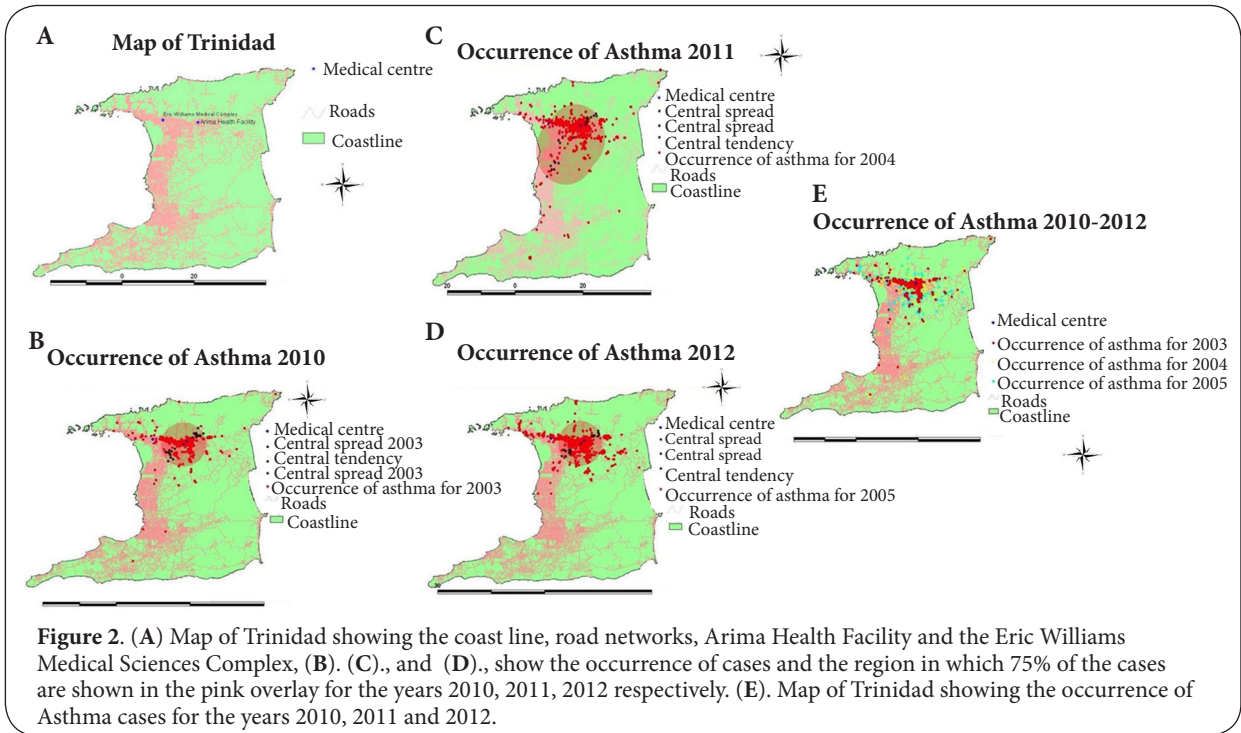 A
Map of Trinidad
Medical centre
Roads
Coastline
Eric Williams Medical Complex
Arima Health Facility
0 20
C
Occurrence of Asthma 2011
Medical centre
Central spread
Central spread
Central tendency
Occurrence of asthma for 2004
Roads
Coastline
20 0 20
B
Occurrence of Asthma 2010
Medical centre
Central spread 2003
Central tendency
Central spread 2003
Occurrence of asthma for 2003
Roads
Coastline
D
Occurrence of Asthma 2012
Medical centre
Central spread
Central spread
Central tendency
Occurrence of asthma for 2005
Roads
Coastline
E
Occurrence of Asthma 2010-2012
Medical centre
Occurrence of asthma for 2003
Occurrence of asthma for 2004
Occurrence of asthma for 2005
Roads
Coastline
Figure 2. (A) Map of Trinidad showing the coast line, road networks, Arima Health Facility and the Eric Williams
Medical Sciences Complex, (B). (C)., and (D)., show the occurrence of cases and the region in which 75% of the cases
are shown in the pink overlay for the years 2010, 2011, 2012 respectively. (E). Map of Trinidad showing the occurrence of
Asthma cases for the years 2010, 2011 and 2012.